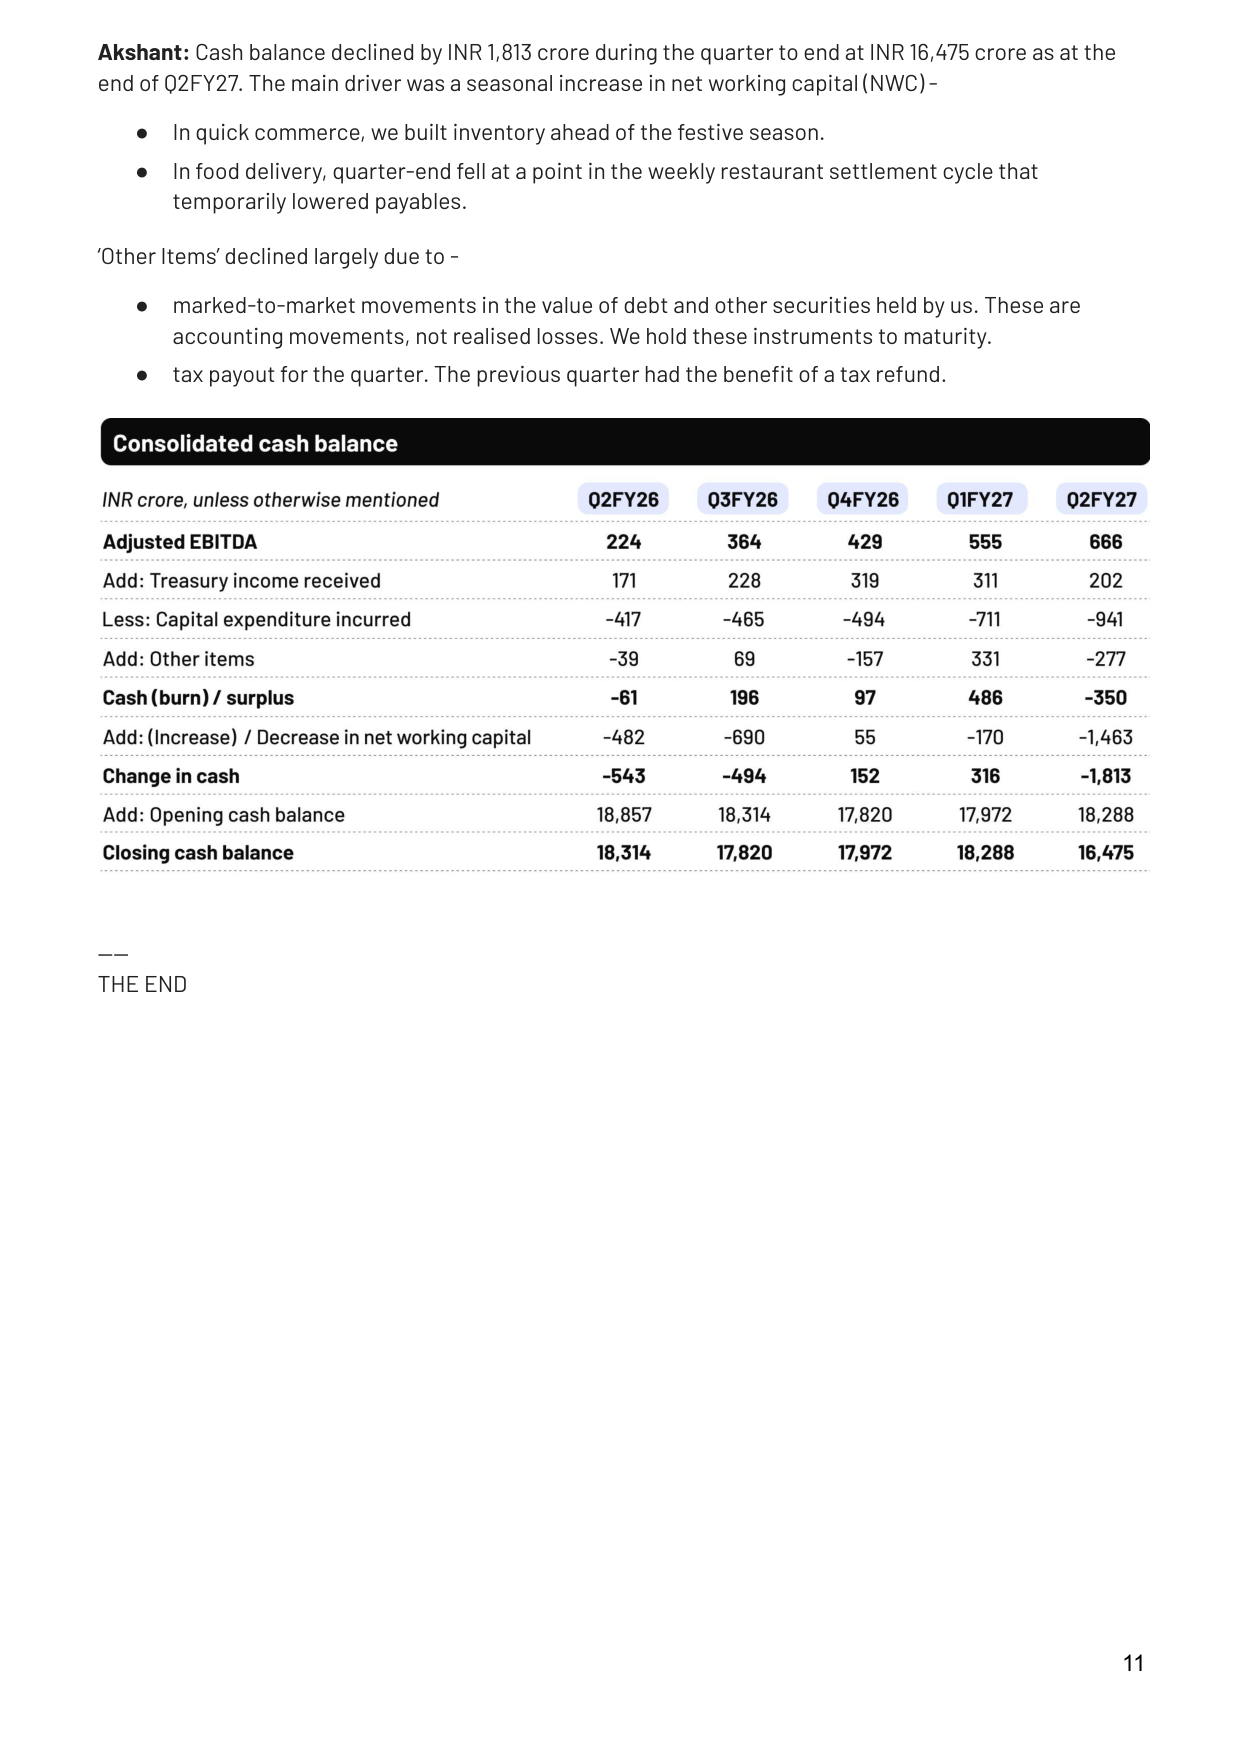 Akshant: Cash balance declined by INR 1,813 crore during the quarter to end at INR 16,475 crore as at the
end of Q2FY27. The main driver was a seasonal increase in net working capital (NWC) -
● In quick commerce, we built inventory ahead of the festive season.
● In food delivery, quarter-end fell at a point in the weekly restaurant settlement cycle that
temporarily lowered payables.
‘Other Items’ declined largely due to -
● marked-to-market movements in the value of debt and other securities held by us. These are
accounting movements, not realised losses. We hold these instruments to maturity.
● tax payout for the quarter. The previous quarter had the benefit of a tax refund.
Consolidated cash balance
INR crore, unless otherwise mentioned Q2FY26 Q3FY26 Q4FY26 Q1FY27 Q2FY27
Adjusted EBITDA 224 364 429 555 666
Add: Treasury income received 171 228 319 311 202
Less: Capital expenditure incurred -417 -465 -494 -711 -941
Add: Other items -39 69 -157 331 -277
Cash (burn) / surplus -61 196 97 486 -350
Add: (Increase) / Decrease in net working capital -482 -690 55 -170 -1,463
Change in cash -543 -494 152 316 -1,813
Add: Opening cash balance 18,857 18,314 17,820 17,972 18,288
Closing cash balance 18,314 17,820 17,972 18,288 16,475
——
THE END
11